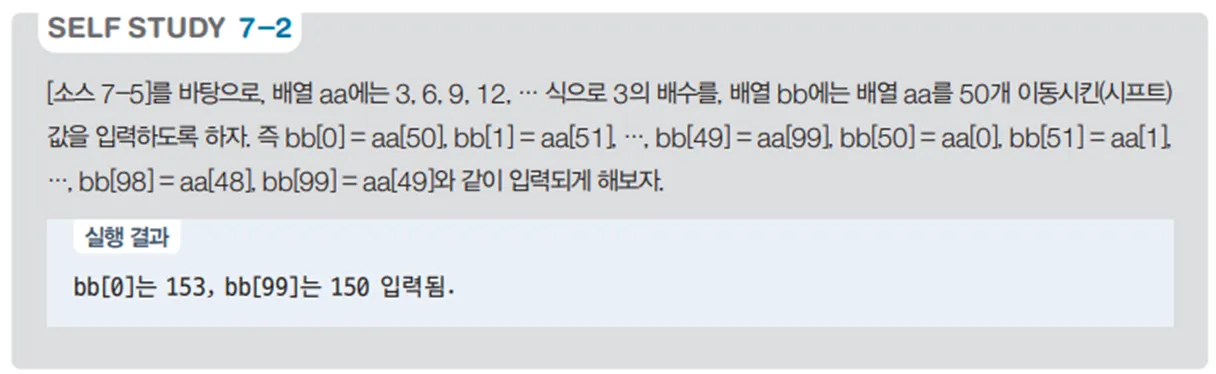 SELF STUDY 7-2
[소스 7-5]를 바탕으로, 배열 aa에는 3, 6, 9, 12, … 식으로 3의 배수를, 배열 bb에는 배열 aa를 50개 이동시킨(시프트)
값을 입력하도록 하자. 즉 bb[0] = aa[50], bb[1] = aa[51], …, bb[49] = aa[99], bb[50] = aa[0], bb[51] = aa[1],
…, bb[98] = aa[48], bb[99] = aa[49]와 같이 입력되게 해보자.
실행 결과
bb[0]는 153, bb[99]는 150 입력됨.